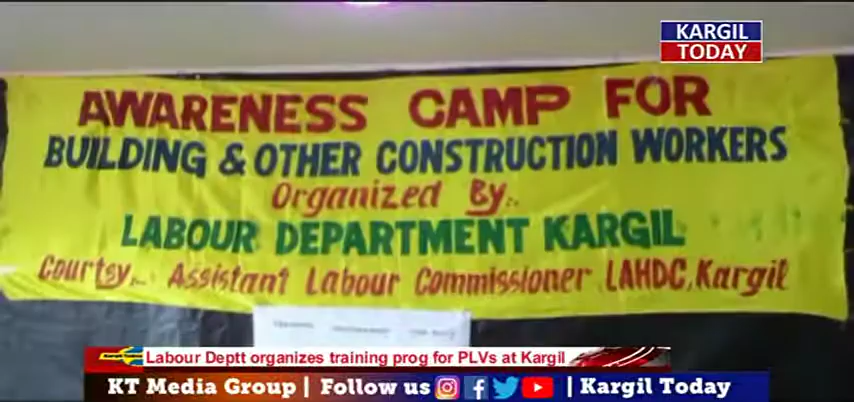 KARGIL
TODAY
AWARENESS CAMP FOR
BUILDING & OTHER CONSTRUCTION WORKERS
Organized By:-
LABOUR DEPARTMENT KARGIL
Courtsy.- Assistant Labour Commissioner LAHDC, Kargil
Labour Deptt organizes training prog for PLVs at Kargil
KT Media Group | Follow us | Kargil Today